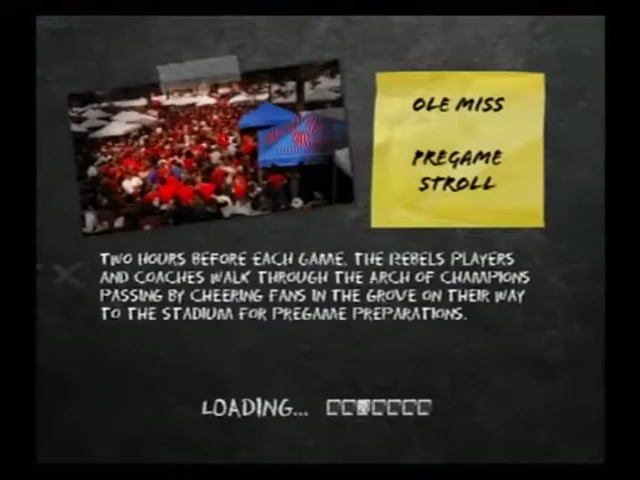 OLE MISS
PREGAME
STROLL
TWO HOURS BEFORE EACH GAME, THE REBELS PLAYERS
AND COACHES WALK THROUGH THE ARCH OF CHAMPIONS
PASSING BY CHEERING FANS IN THE GROVE ON THEIR WAY
TO THE STADIUM FOR PREGAME PREPARATIONS.
LOADING...